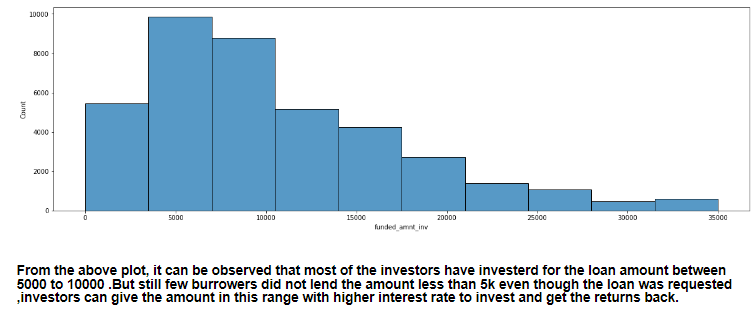 10000
8000
6000
4000
2000
0
Count
0 5000 10000 15000 20000 25000 30000 35000
funded_amnt_inv
From the above plot, it can be observed that most of the investors have investerd for the loan amount between
5000 to 10000 .But still few burrowers did not lend the amount less than 5k even though the loan was requested
,investors can give the amount in this range with higher interest rate to invest and get the returns back.